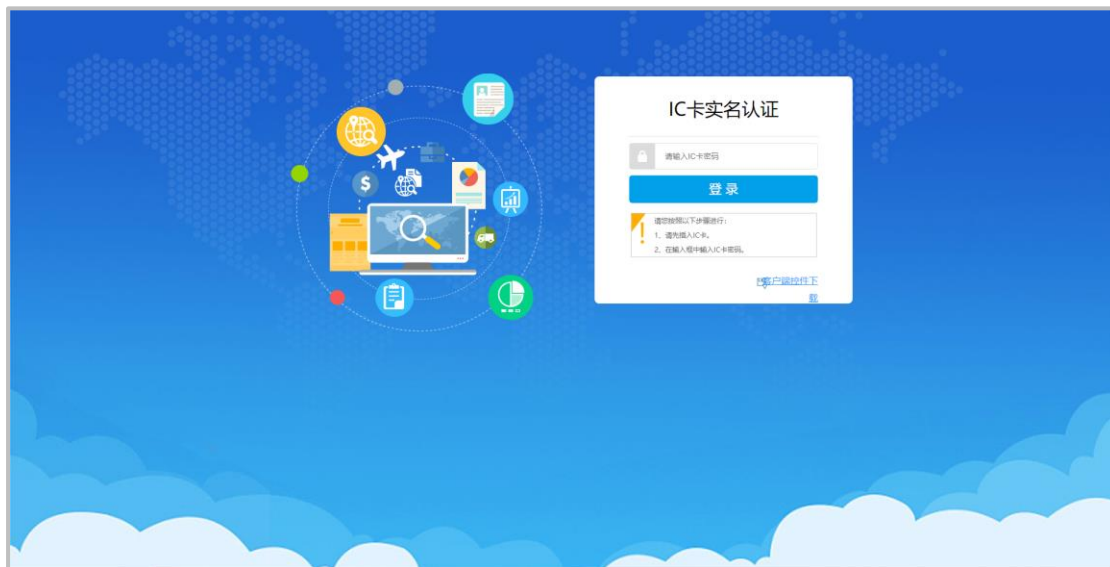 IC卡实名认证
请输入IC卡密码
登录
请您按照以下步骤进行：
1、请先插入IC卡。
2、在输入框中输入IC卡密码。
客户端控件下
载
$